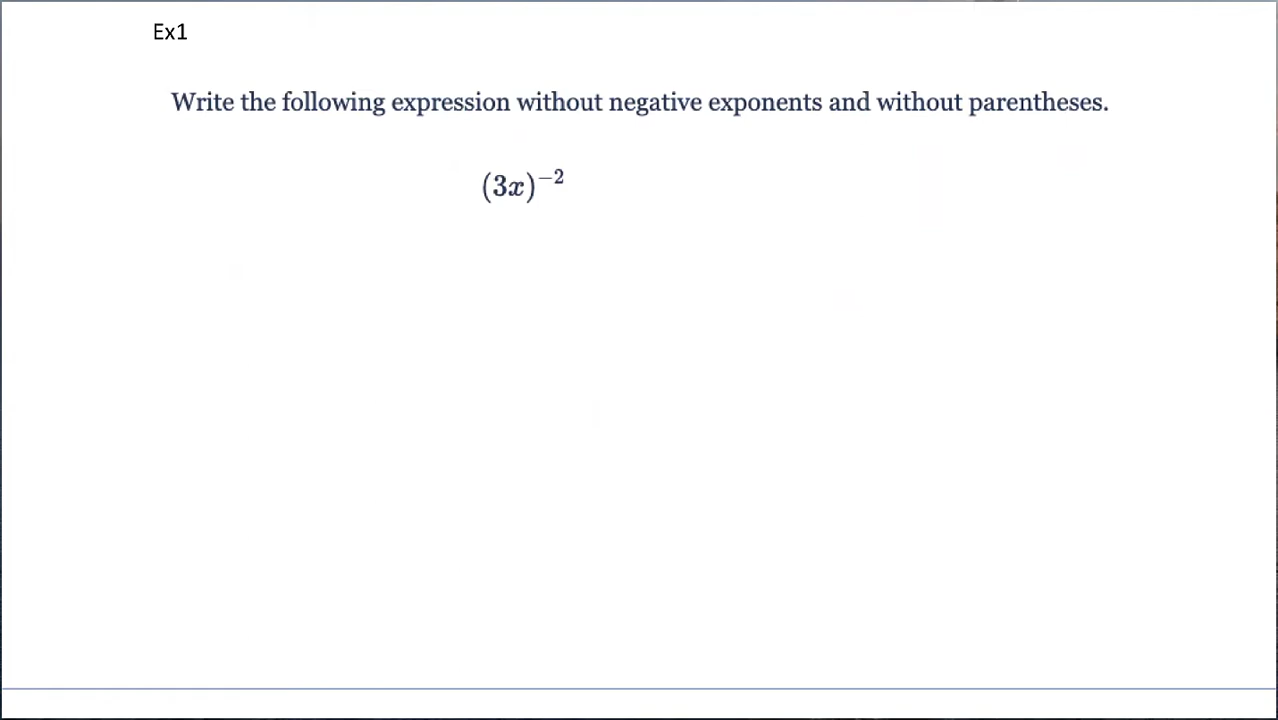 Ex1
Write the following expression without negative exponents and without parentheses.
(3x)⁻²